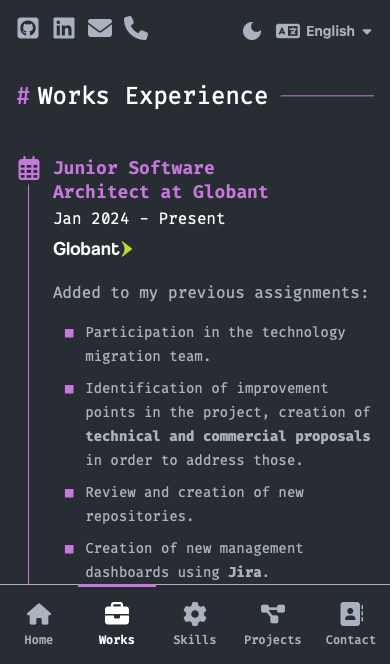 English
# Works Experience
Junior Software
Architect at Globant
Jan 2024 - Present
Globant
Added to my previous assignments:
Participation in the technology
migration team.
Identification of improvement
points in the project, creation of
technical and commercial proposals
in order to address those.
Review and creation of new
repositories.
Creation of new management
dashboards using Jira.
Home Works Skills Projects Contact